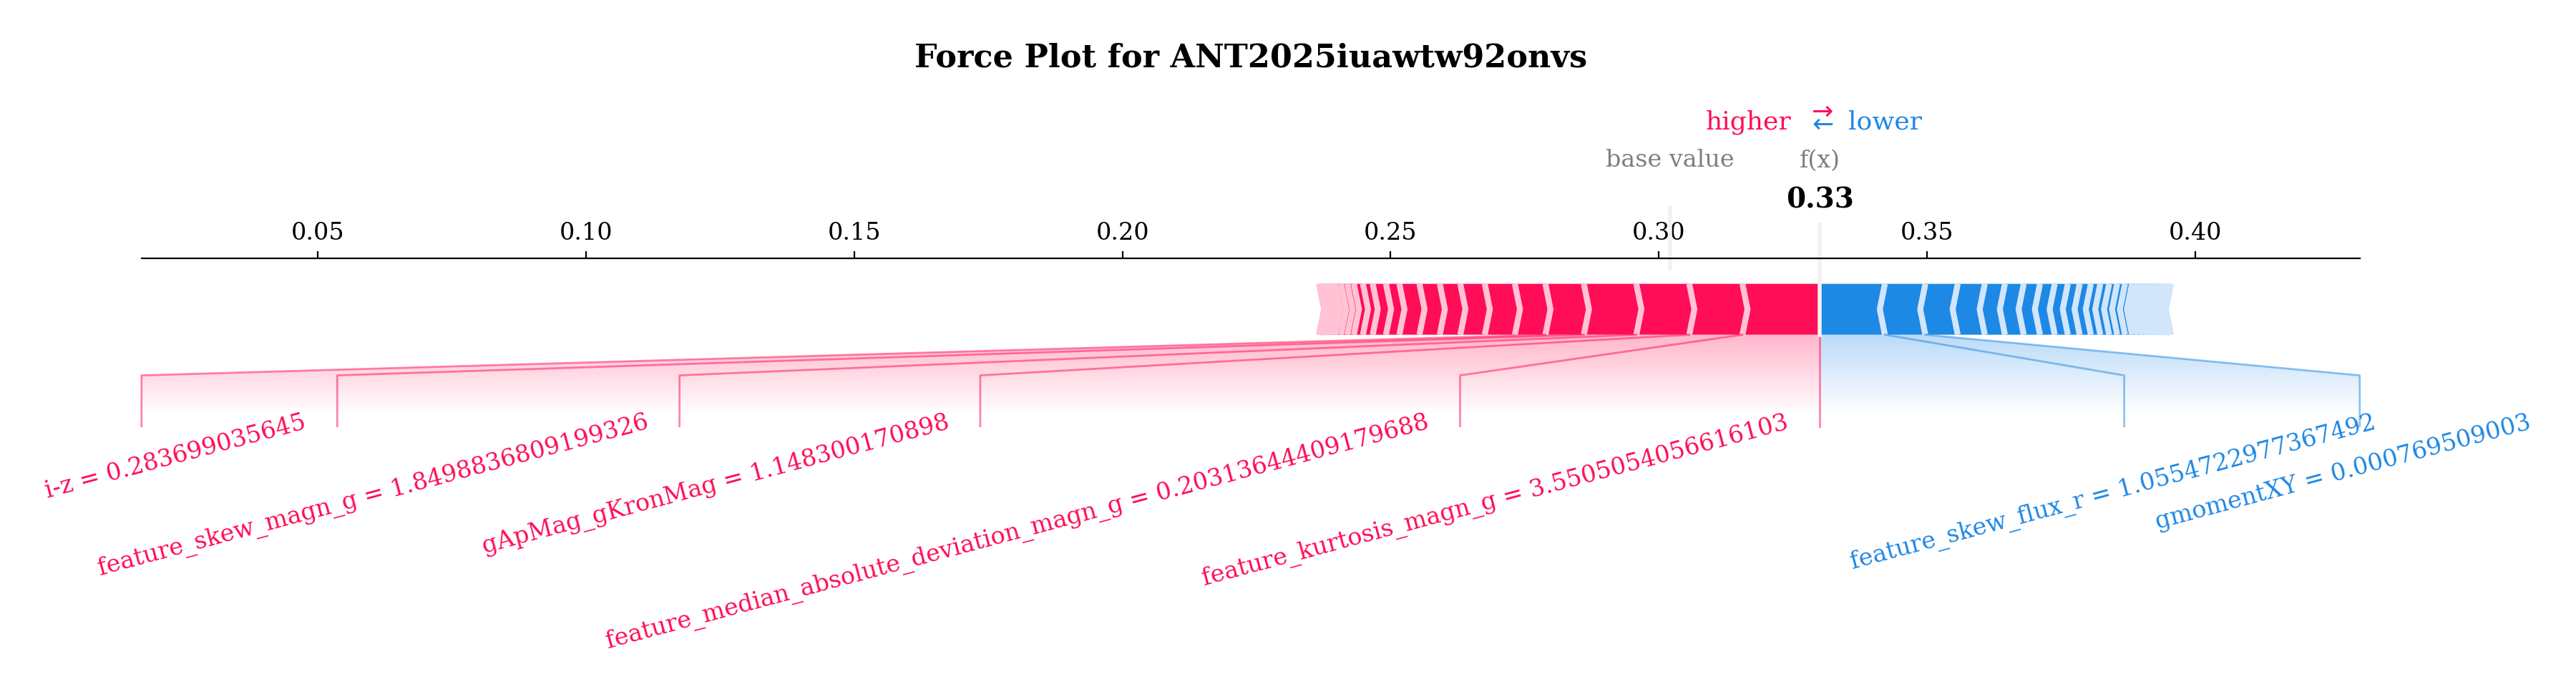 Force Plot for ANT2025iuawtw92onvs
higher ⇄ lower
base value f(x)
0.33
0.05 0.10 0.15 0.20 0.25 0.30 0.35 0.40
i-z = 0.283699035645
feature_skew_magn_g = 1.8498836809199326
gApMag_gKronMag = 1.148300170898
feature_median_absolute_deviation_magn_g = 0.2031364440917968​8
feature_kurtosis_magn_g = 3.5505054056616103
feature_skew_flux_r = 1.0554722977367492
gmomentXY = 0.000769509003